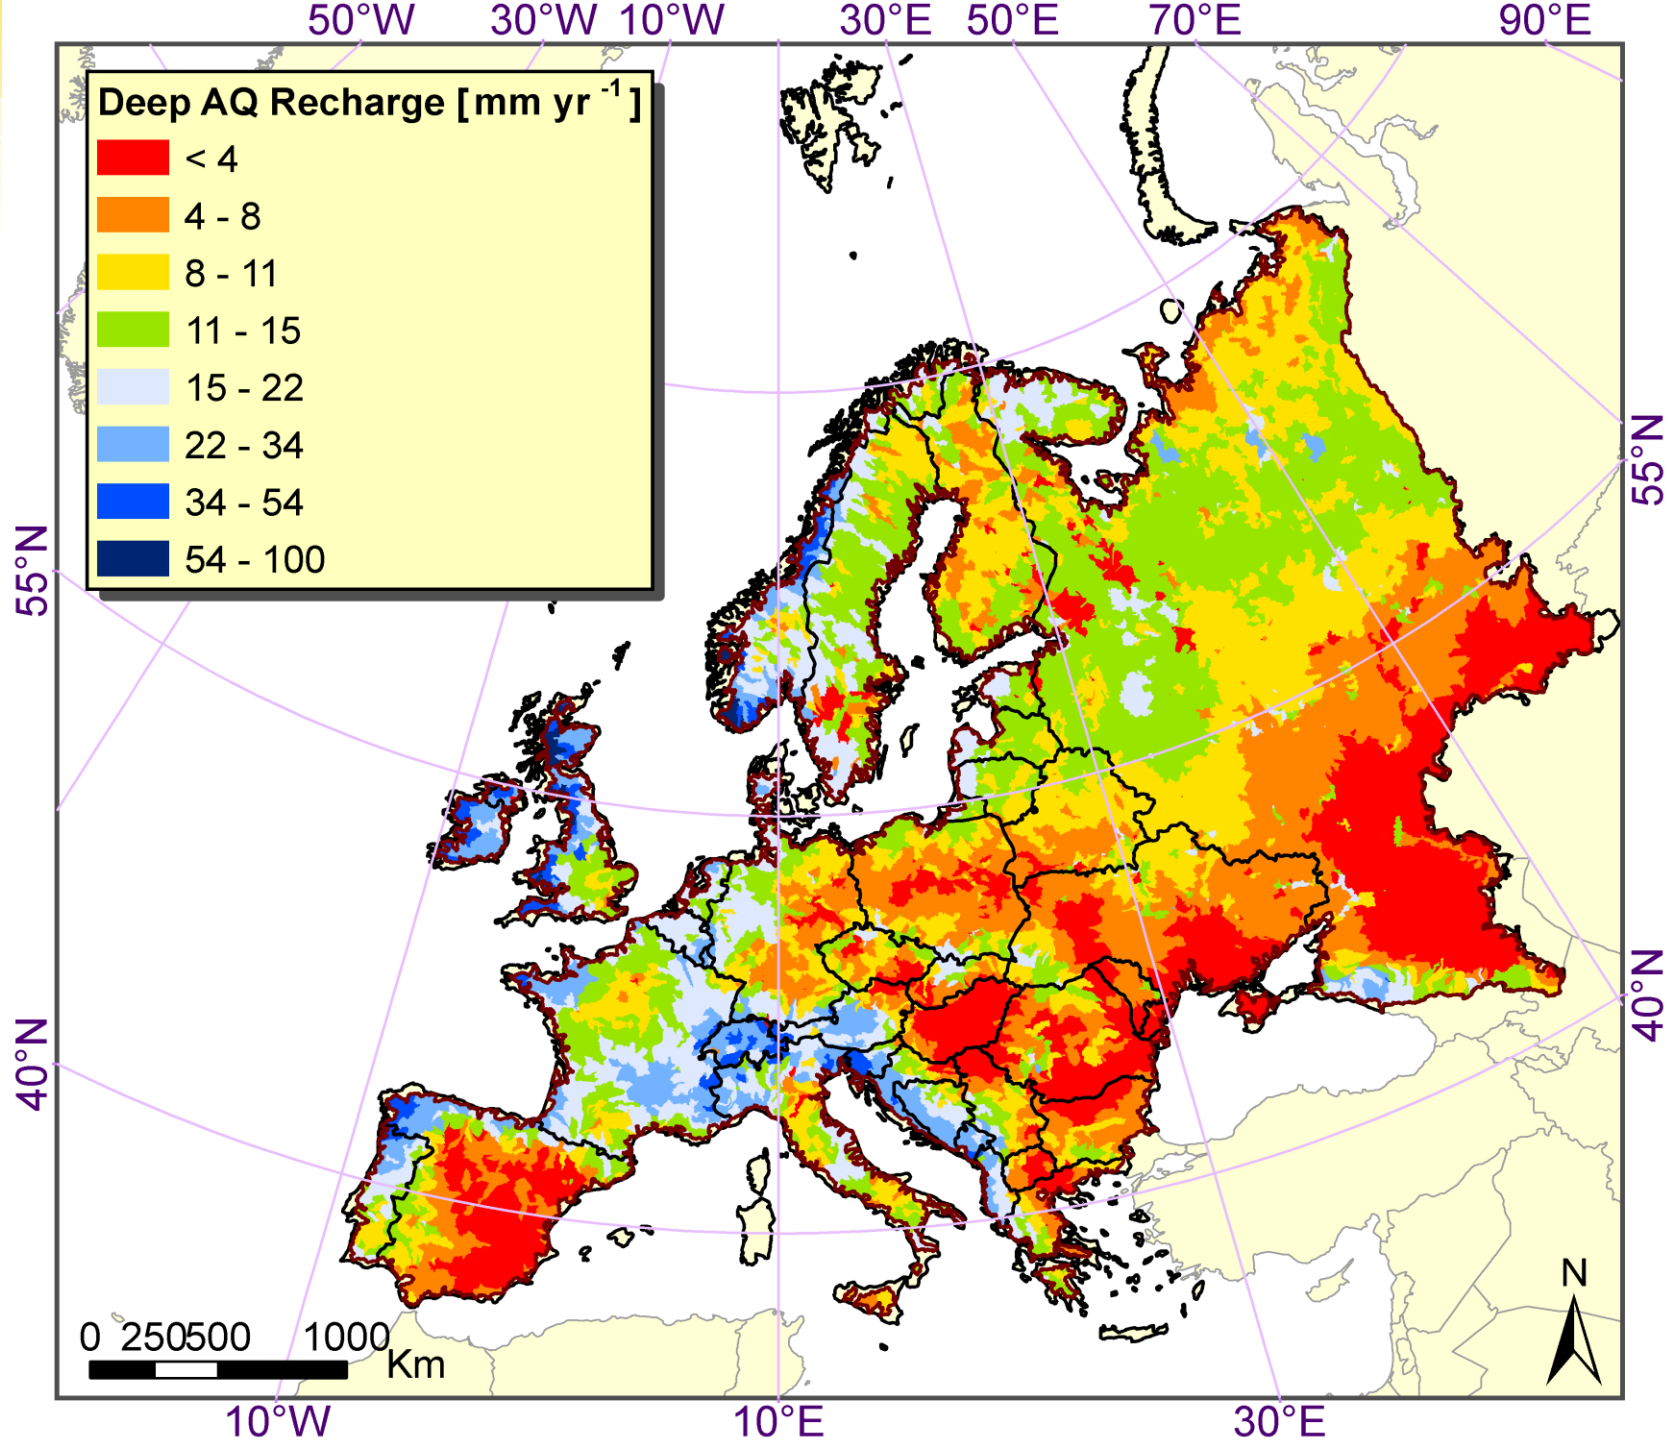 50°W 30°W 10°W 30°E 50°E 70°E 90°E
Deep AQ Recharge [mm yr -1]
< 4
4 - 8
8 - 11
11 - 15
15 - 22
22 - 34
34 - 54
54 - 100
55°N
55°N
40°N
40°N
N
0 250 500 1000
Km
10°W 10°E 30°E